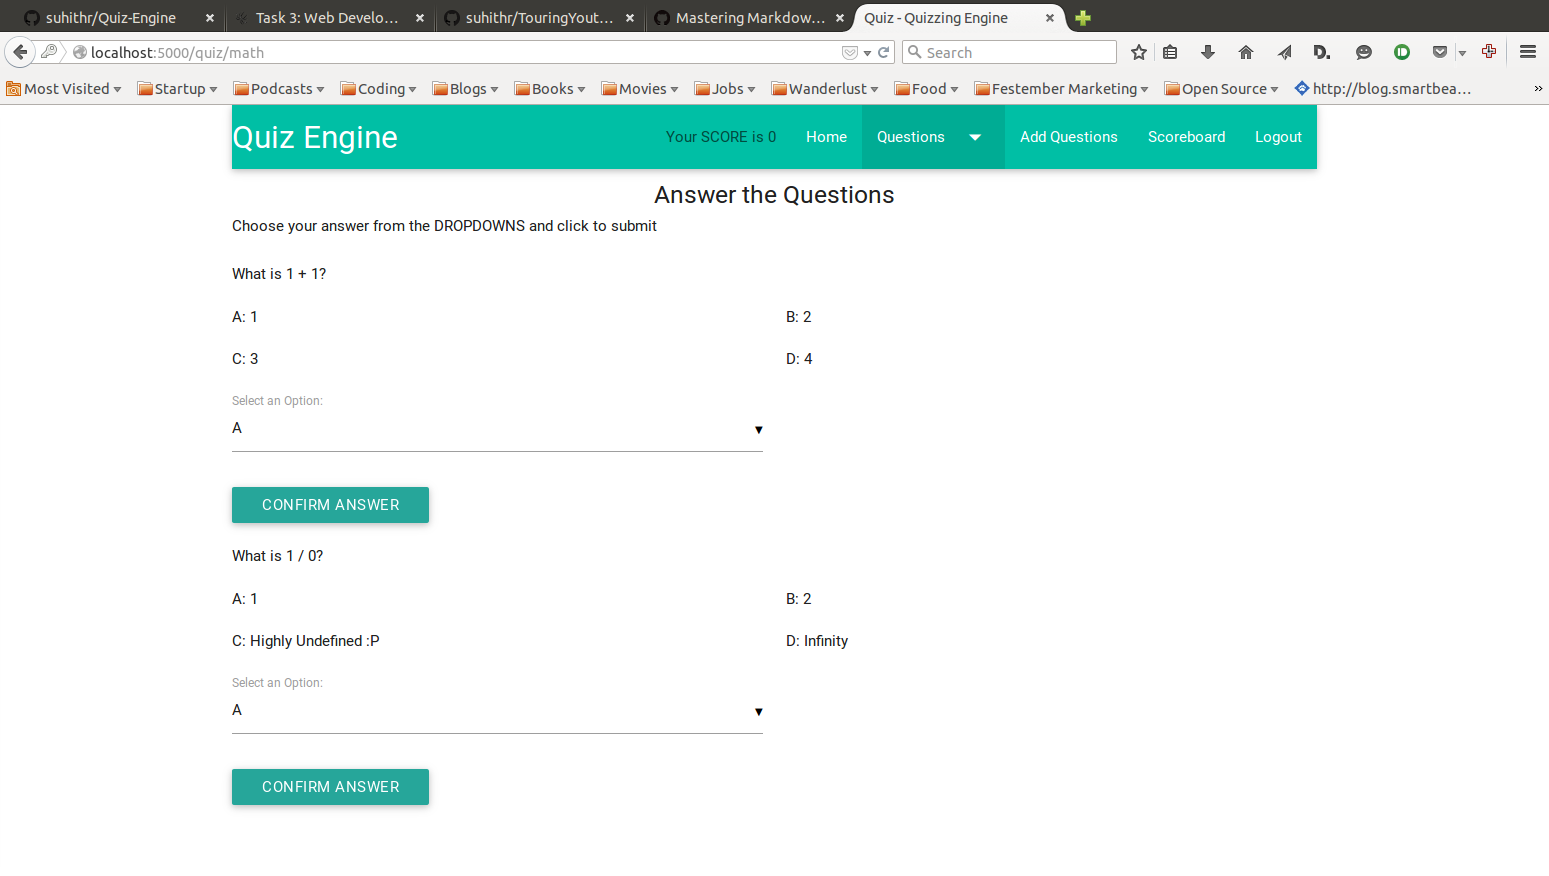 suhithr/Quiz-Engine
Task 3: Web Develo...
suhithr/TouringYout...
Mastering Markdow...
Quiz - Quizzing Engine
localhost:5000/quiz/math
Search
D.
Most Visited
Startup
Podcasts
Coding
Blogs
Books
Movies
Jobs
Wanderlust
Food
Festember Marketing
Open Source
http://blog.smartbea...
Quiz Engine
Your SCORE is 0
Home
Questions
Add Questions
Scoreboard
Logout
Answer the Questions
Choose your answer from the DROPDOWNS and click to submit
What is 1 + 1?
A: 1
B: 2
C: 3
D: 4
Select an Option:
A
CONFIRM ANSWER
What is 1 / 0?
A: 1
B: 2
C: Highly Undefined :P
D: Infinity
Select an Option:
A
CONFIRM ANSWER